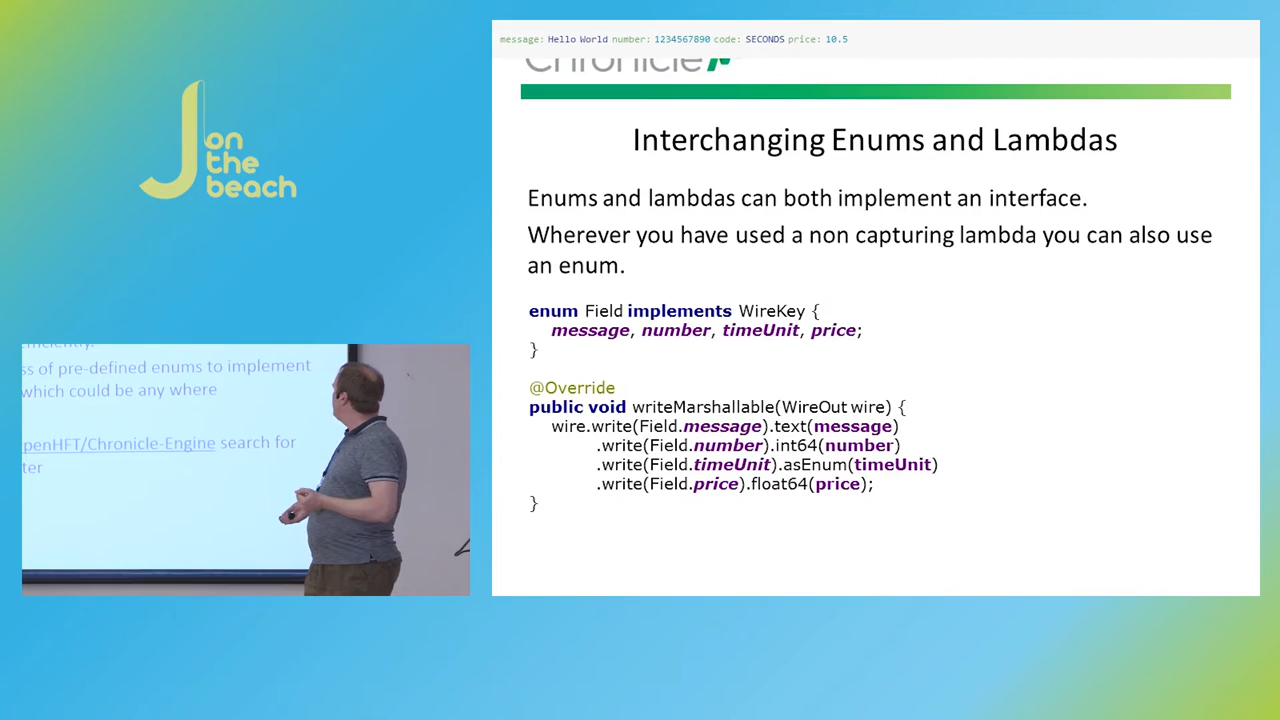 J on
the
beach
message: Hello World number: 1234567890 code: SECONDS price: 10.5
Chronicle
Interchanging Enums and Lambdas
Enums and lambdas can both implement an interface.
Wherever you have used a non capturing lambda you can also use
an enum.
enum Field implements WireKey {
message, number, timeUnit, price;
}
@Override
public void writeMarshallable(WireOut wire) {
wire.write(Field.message).text(message)
.write(Field.number).int64(number)
.write(Field.timeUnit).asEnum(timeUnit)
.write(Field.price).float64(price);
}
ss of pre-defined enums to implement
which could be any where
penHFT/Chronicle-Engine search for
ter